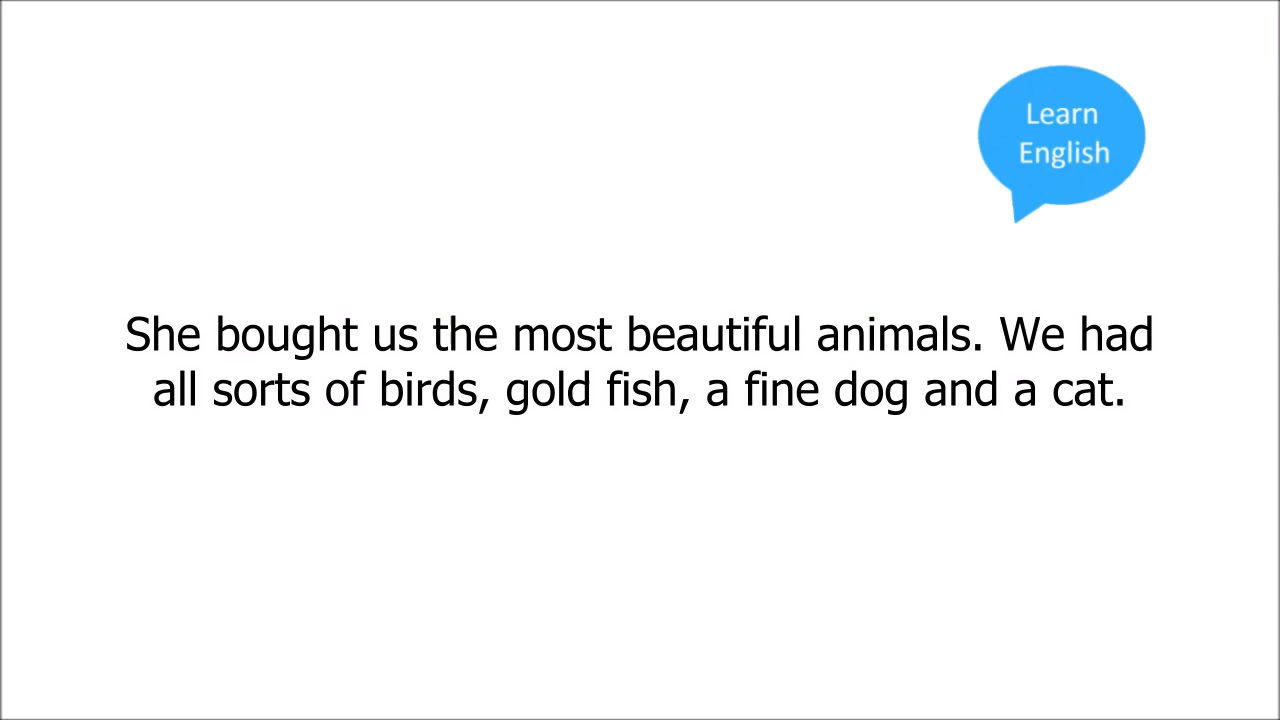 Learn
English
She bought us the most beautiful animals. We had
all sorts of birds, gold fish, a fine dog and a cat.